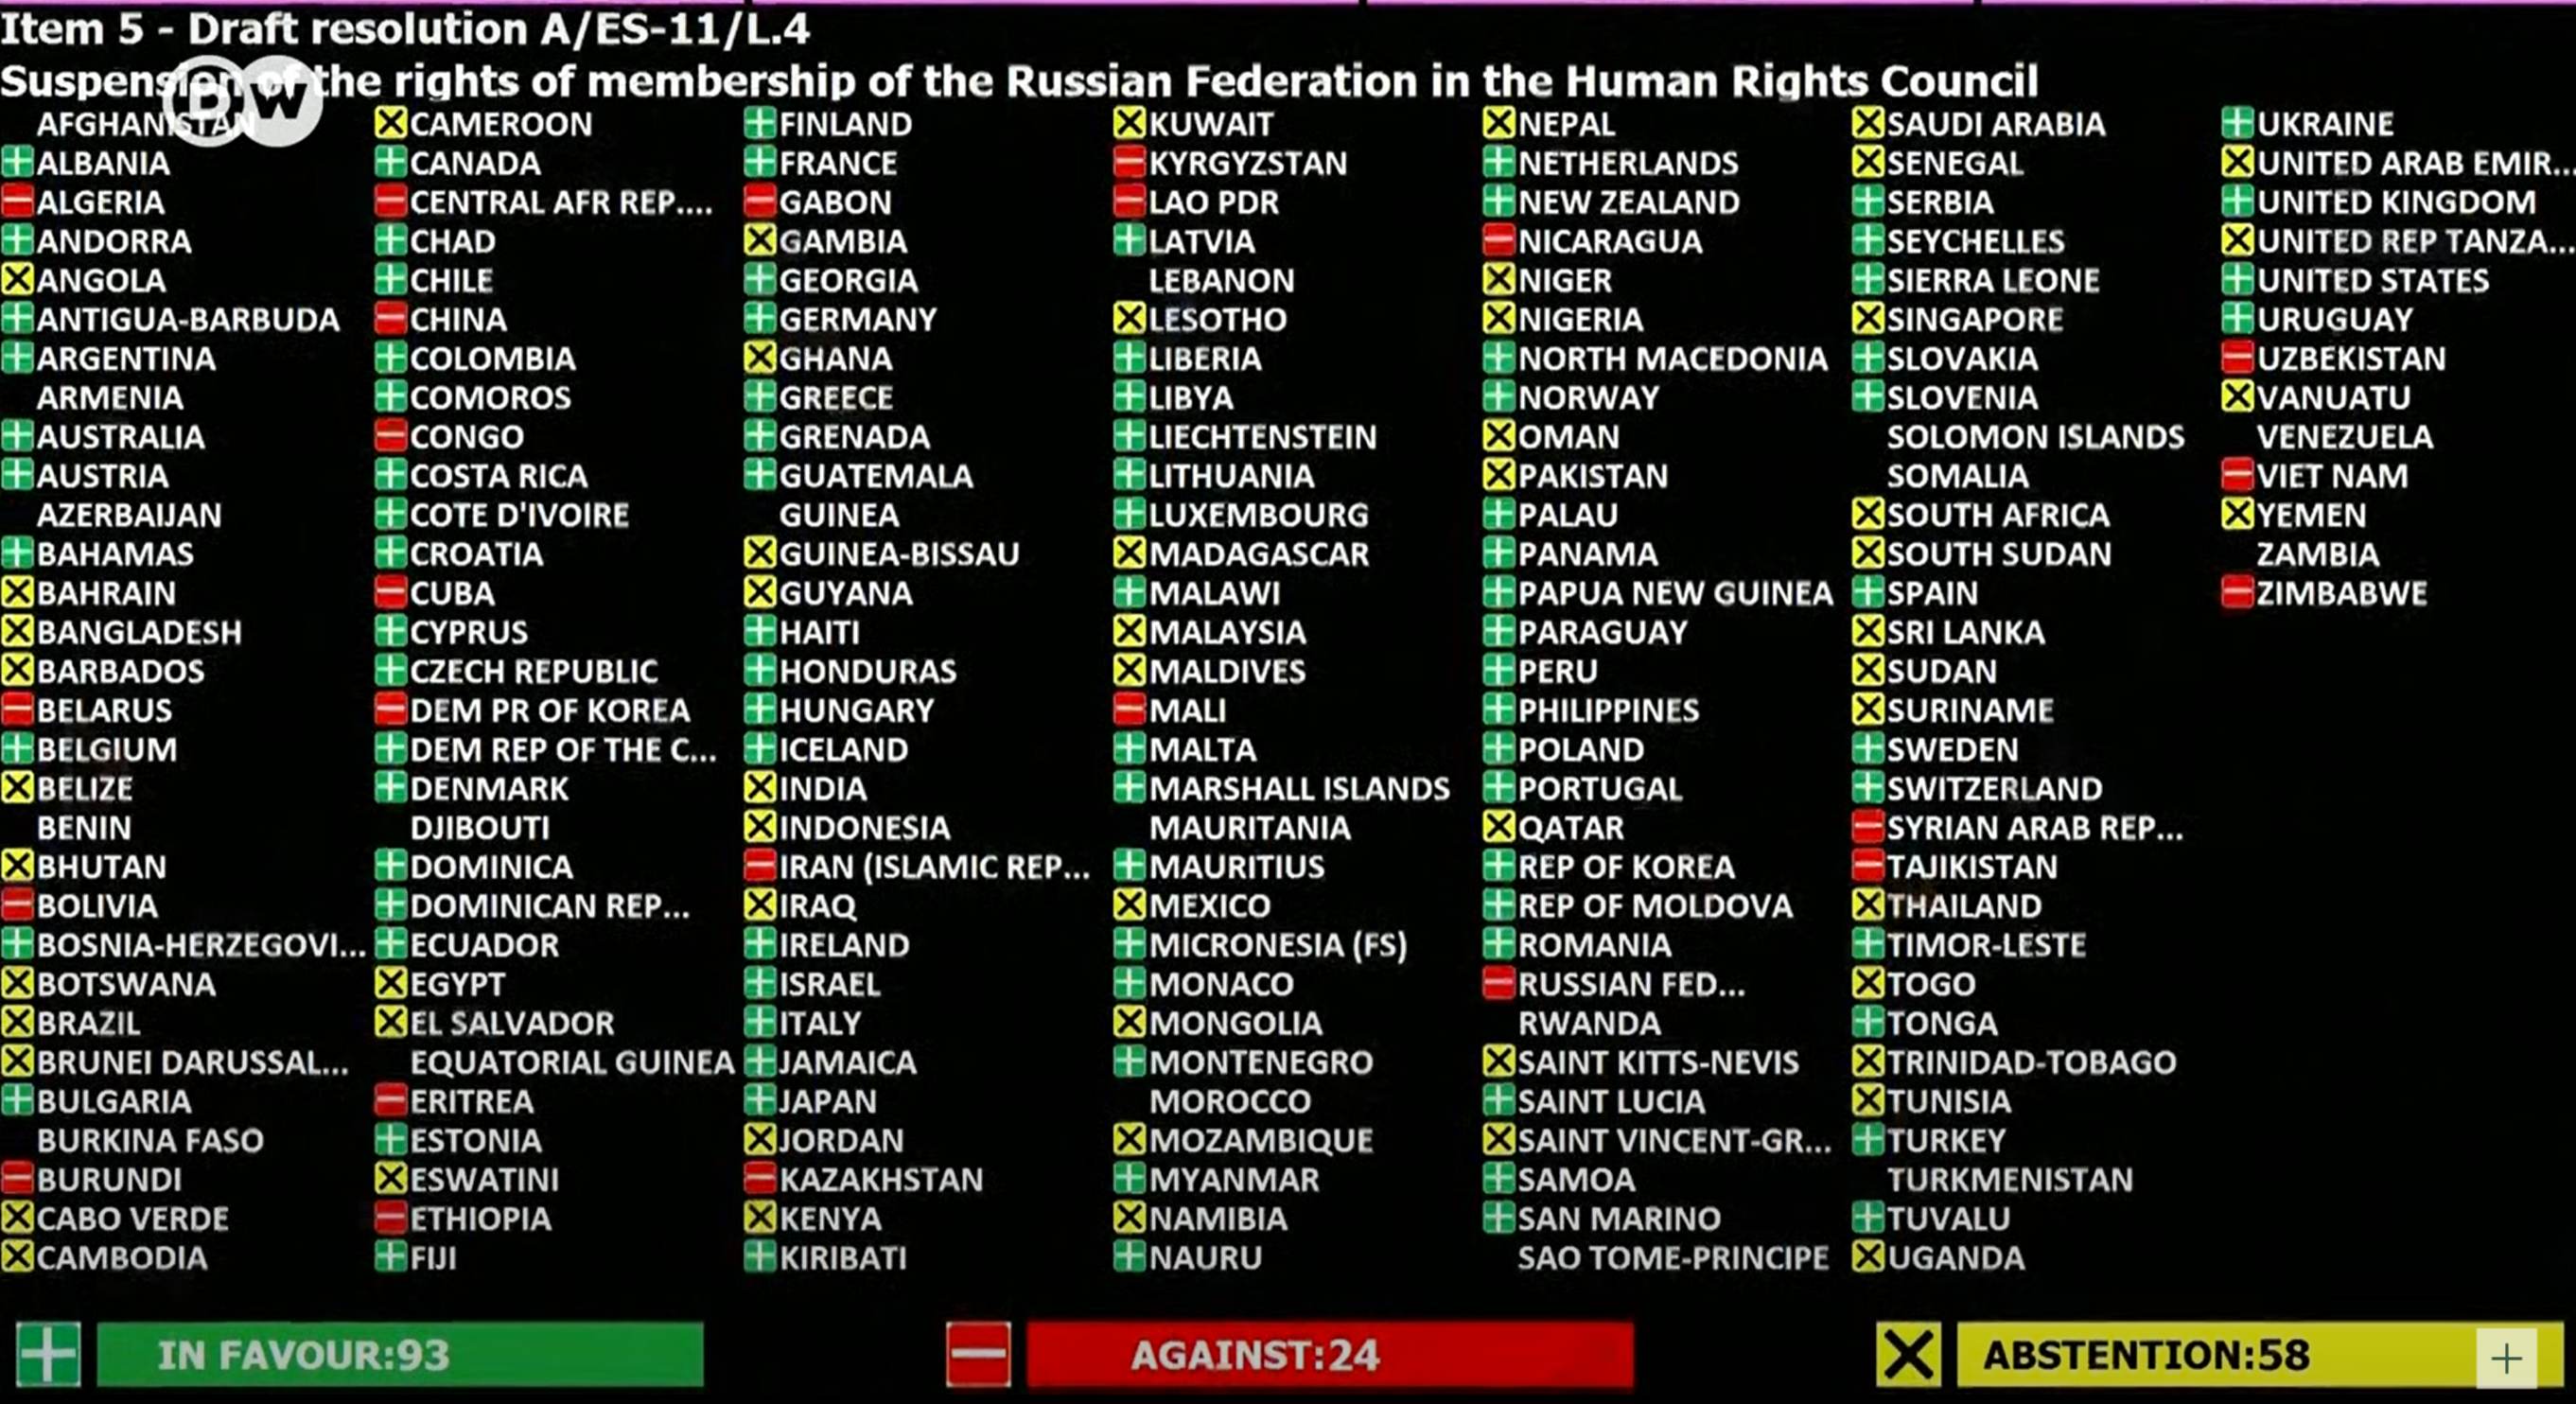 Item 5 - Draft resolution A/ES-11/L.4
Suspension of the rights of membership of the Russian Federation in the Human Rights Council
DW
AFGHANISTAN
ALBANIA
ALGERIA
ANDORRA
ANGOLA
ANTIGUA-BARBUDA
ARGENTINA
ARMENIA
AUSTRALIA
AUSTRIA
AZERBAIJAN
BAHAMAS
BAHRAIN
BANGLADESH
BARBADOS
BELARUS
BELGIUM
BELIZE
BENIN
BHUTAN
BOLIVIA
BOSNIA-HERZEGOVI...
BOTSWANA
BRAZIL
BRUNEI DARUSSAL...
BULGARIA
BURKINA FASO
BURUNDI
CABO VERDE
CAMBODIA
CAMEROON
CANADA
CENTRAL AFR REP....
CHAD
CHILE
CHINA
COLOMBIA
COMOROS
CONGO
COSTA RICA
COTE D'IVOIRE
CROATIA
CUBA
CYPRUS
CZECH REPUBLIC
DEM PR OF KOREA
DEM REP OF THE C...
DENMARK
DJIBOUTI
DOMINICA
DOMINICAN REP...
ECUADOR
EGYPT
EL SALVADOR
EQUATORIAL GUINEA
ERITREA
ESTONIA
ESWATINI
ETHIOPIA
FIJI
FINLAND
FRANCE
GABON
GAMBIA
GEORGIA
GERMANY
GHANA
GREECE
GRENADA
GUATEMALA
GUINEA
GUINEA-BISSAU
GUYANA
HAITI
HONDURAS
HUNGARY
ICELAND
INDIA
INDONESIA
IRAN (ISLAMIC REP...
IRAQ
IRELAND
ISRAEL
ITALY
JAMAICA
JAPAN
JORDAN
KAZAKHSTAN
KENYA
KIRIBATI
KUWAIT
KYRGYZSTAN
LAO PDR
LATVIA
LEBANON
LESOTHO
LIBERIA
LIBYA
LIECHTENSTEIN
LITHUANIA
LUXEMBOURG
MADAGASCAR
MALAWI
MALAYSIA
MALDIVES
MALI
MALTA
MARSHALL ISLANDS
MAURITANIA
MAURITIUS
MEXICO
MICRONESIA (FS)
MONACO
MONGOLIA
MONTENEGRO
MOROCCO
MOZAMBIQUE
MYANMAR
NAMIBIA
NAURU
NEPAL
NETHERLANDS
NEW ZEALAND
NICARAGUA
NIGER
NIGERIA
NORTH MACEDONIA
NORWAY
OMAN
PAKISTAN
PALAU
PANAMA
PAPUA NEW GUINEA
PARAGUAY
PERU
PHILIPPINES
POLAND
PORTUGAL
QATAR
REP OF KOREA
REP OF MOLDOVA
ROMANIA
RUSSIAN FED...
RWANDA
SAINT KITTS-NEVIS
SAINT LUCIA
SAINT VINCENT-GR...
SAMOA
SAN MARINO
SAO TOME-PRINCIPE
SAUDI ARABIA
SENEGAL
SERBIA
SEYCHELLES
SIERRA LEONE
SINGAPORE
SLOVAKIA
SLOVENIA
SOLOMON ISLANDS
SOMALIA
SOUTH AFRICA
SOUTH SUDAN
SPAIN
SRI LANKA
SUDAN
SURINAME
SWEDEN
SWITZERLAND
SYRIAN ARAB REP...
TAJIKISTAN
THAILAND
TIMOR-LESTE
TOGO
TONGA
TRINIDAD-TOBAGO
TUNISIA
TURKEY
TURKMENISTAN
TUVALU
UGANDA
UKRAINE
UNITED ARAB EMIR...
UNITED KINGDOM
UNITED REP TANZA...
UNITED STATES
URUGUAY
UZBEKISTAN
VANUATU
VENEZUELA
VIET NAM
YEMEN
ZAMBIA
ZIMBABWE
IN FAVOUR:93
AGAINST:24
ABSTENTION:58